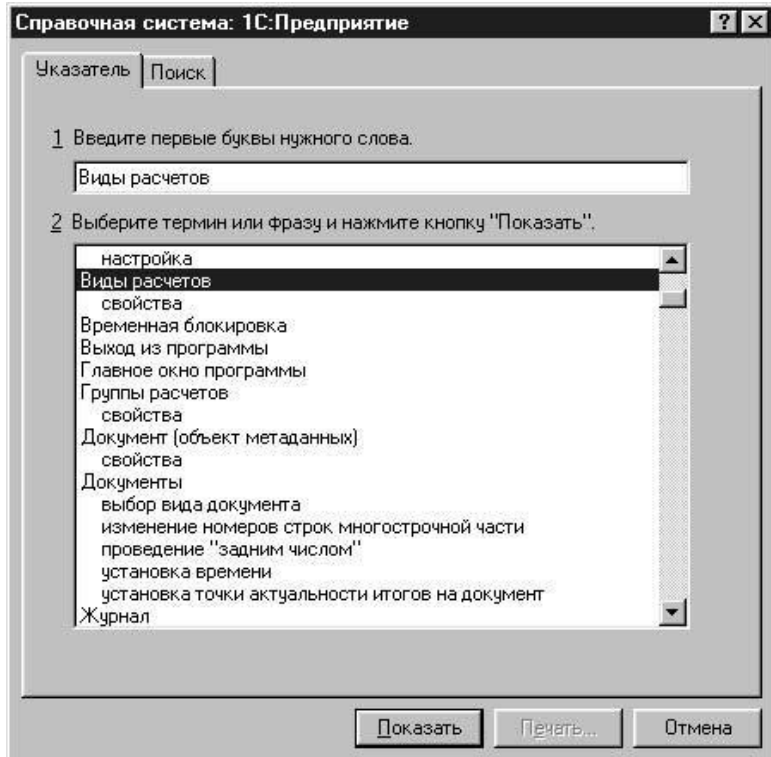 Справочная система: 1С:Предприятие
Указатель
Поиск
1 Введите первые буквы нужного слова.
Виды расчетов
2 Выберите термин или фразу и нажмите кнопку "Показать".
настройка
Виды расчетов
свойства
Временная блокировка
Выход из программы
Главное окно программы
Группы расчетов
свойства
Документ (объект метаданных)
свойства
Документы
выбор вида документа
изменение номеров строк многострочной части
проведение "задним числом"
установка времени
установка точки актуальности итогов на документ
Журнал
Показать
Печать...
Отмена